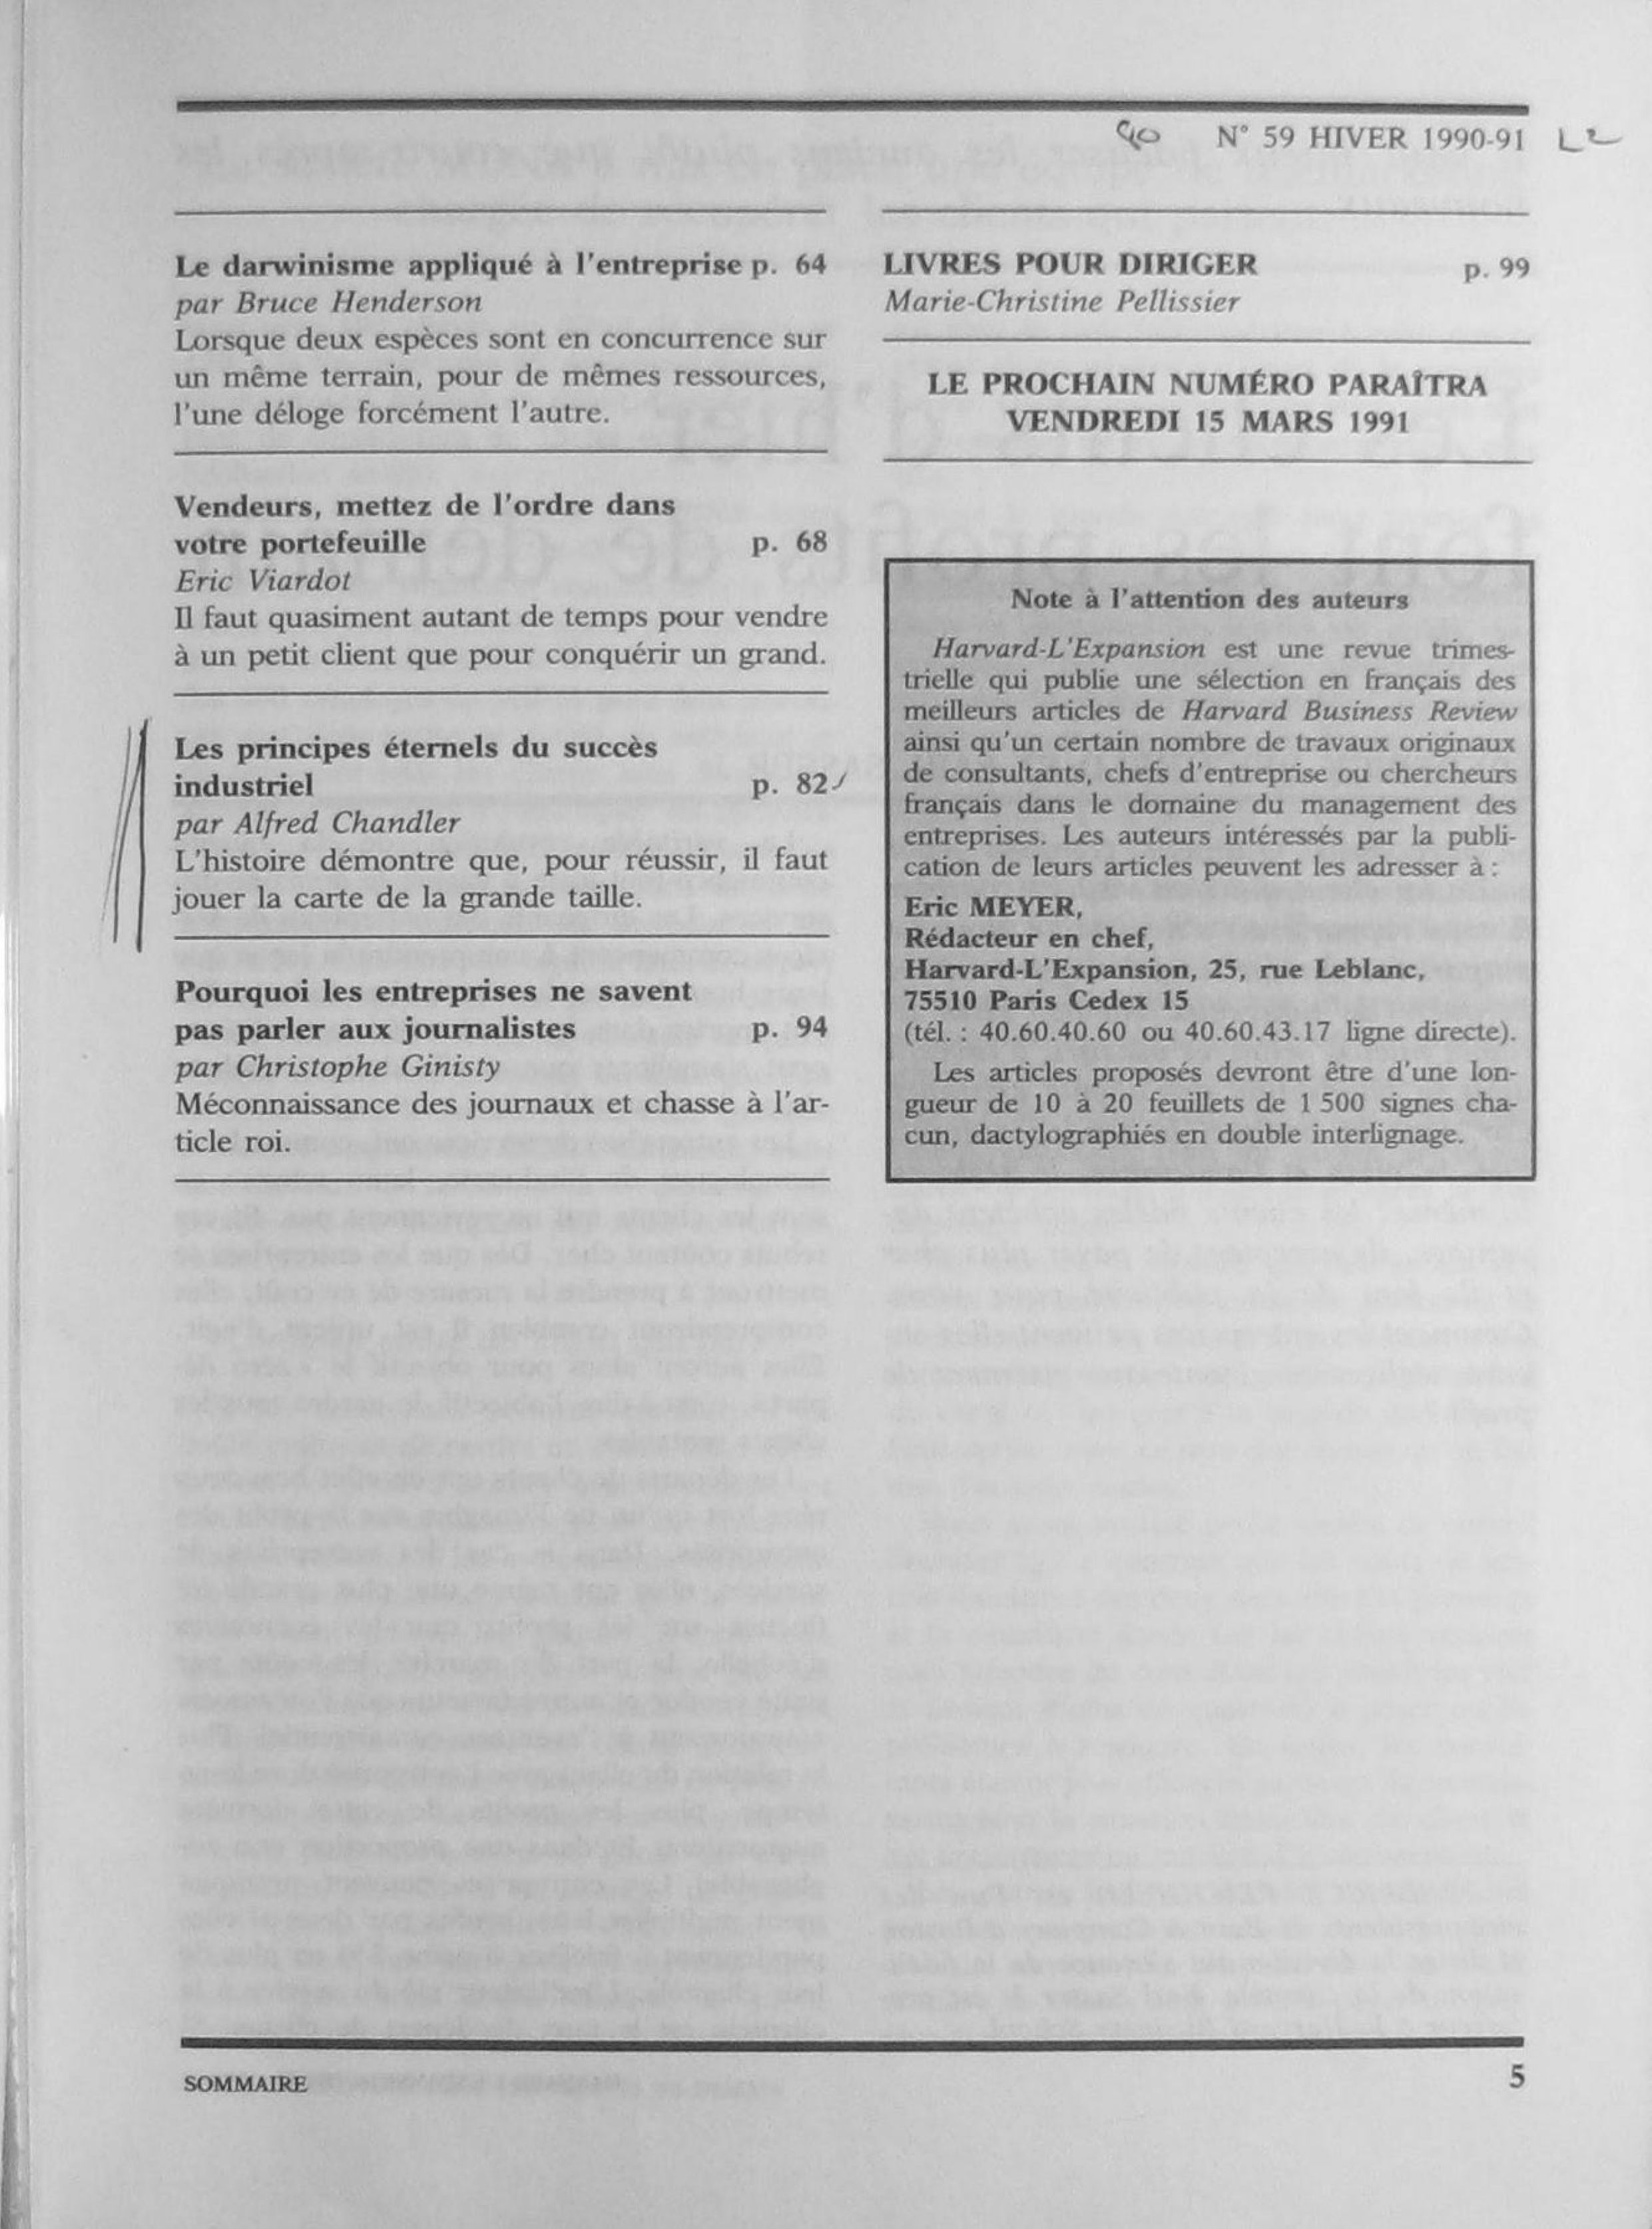 90 N° 59 HIVER 1990-91
Le darwinisme appliqué à l'entreprise p. 64
par Bruce Henderson
Lorsque deux espèces sont en concurrence sur
un même terrain, pour de mêmes ressources,
l'une déloge forcément l'autre.
Vendeurs, mettez de l'ordre dans
votre portefeuille p. 68
Eric Viardot
Il faut quasiment autant de temps pour vendre
à un petit client que pour conquérir un grand.
Les principes éternels du succès
industriel p. 82
par Alfred Chandler
L'histoire démontre que, pour réussir, il faut
jouer la carte de la grande taille.
Pourquoi les entreprises ne savent
pas parler aux journalistes p. 94
par Christophe Ginisty
Méconnaissance des journaux et chasse à l'ar-
ticle roi.
LIVRES POUR DIRIGER p. 99
Marie-Christine Pellissier
LE PROCHAIN NUMÉRO PARAÎTRA
VENDREDI 15 MARS 1991
Note à l'attention des auteurs
Harvard-L'Expansion est une revue trimes-
trielle qui publie une sélection en français des
meilleurs articles de Harvard Business Review
ainsi qu'un certain nombre de travaux originaux
de consultants, chefs d'entreprise ou chercheurs
français dans le domaine du management des
entreprises. Les auteurs intéressés par la publi-
cation de leurs articles peuvent les adresser à :
Eric MEYER,
Rédacteur en chef,
Harvard-L'Expansion, 25, rue Leblanc,
75510 Paris Cedex 15
(tél. : 40.60.40.60 ou 40.60.43.17 ligne directe).
Les articles proposés devront être d'une lon-
gueur de 10 à 20 feuillets de 1 500 signes cha-
cun, dactylographiés en double interlignage.
SOMMAIRE 5